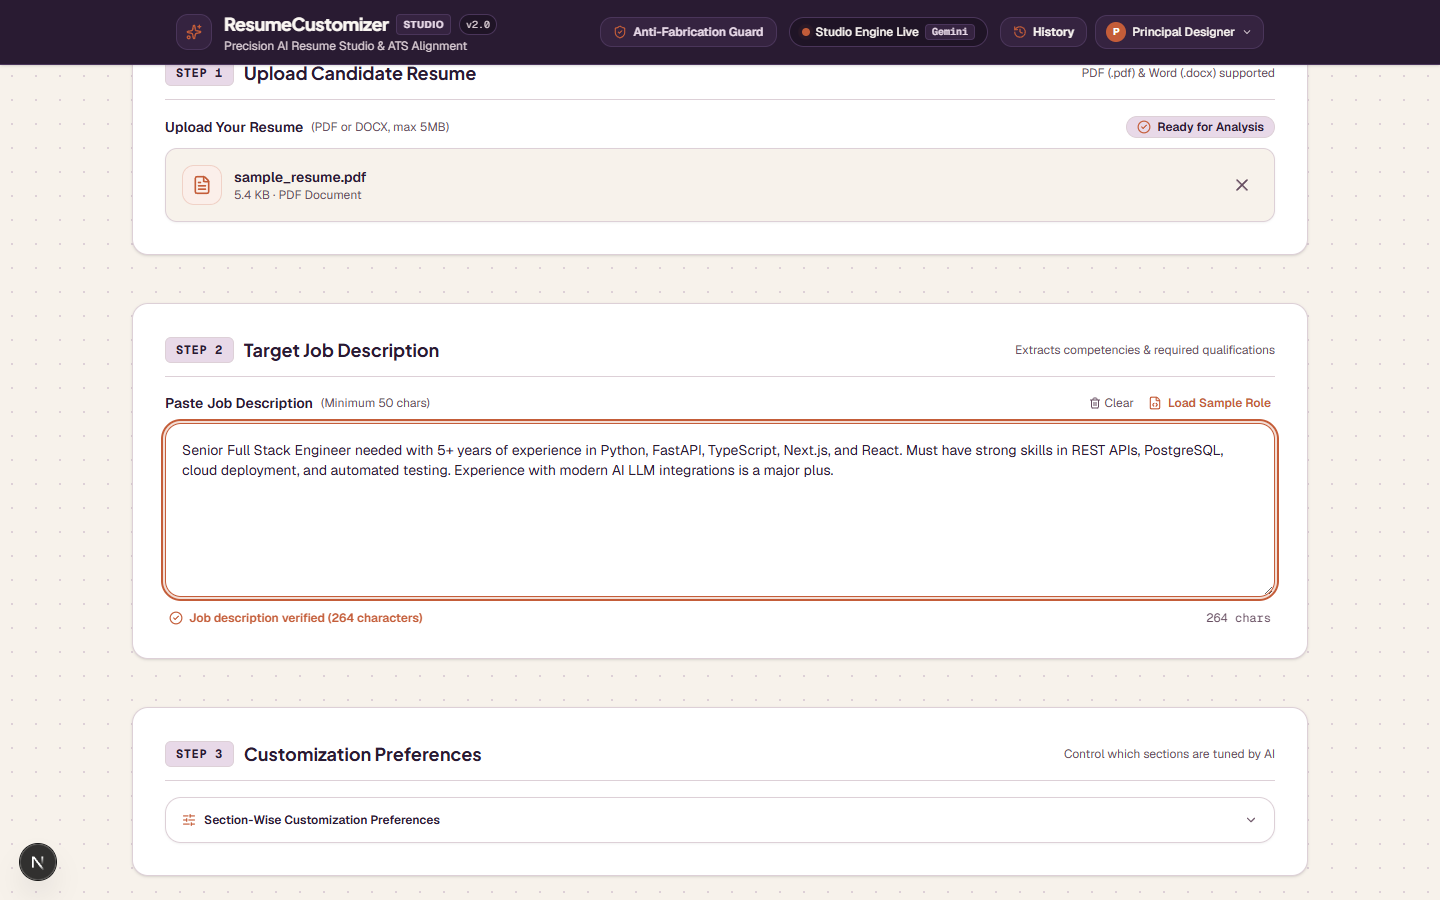 ResumeCustomizer STUDIO v2.0
Precision AI Resume Studio & ATS Alignment
Anti-Fabrication Guard
Studio Engine Live Gemini
History
P Principal Designer
STEP 1 Upload Candidate Resume
PDF (.pdf) & Word (.docx) supported
Upload Your Resume (PDF or DOCX, max 5MB)
Ready for Analysis
sample_resume.pdf
5.4 KB · PDF Document
STEP 2 Target Job Description
Extracts competencies & required qualifications
Paste Job Description (Minimum 50 chars)
Clear
Load Sample Role
Senior Full Stack Engineer needed with 5+ years of experience in Python, FastAPI, TypeScript, Next.js, and React. Must have strong skills in REST APIs, PostgreSQL,
cloud deployment, and automated testing. Experience with modern AI LLM integrations is a major plus.
Job description verified (264 characters)
264 chars
STEP 3 Customization Preferences
Control which sections are tuned by AI
Section-Wise Customization Preferences
N